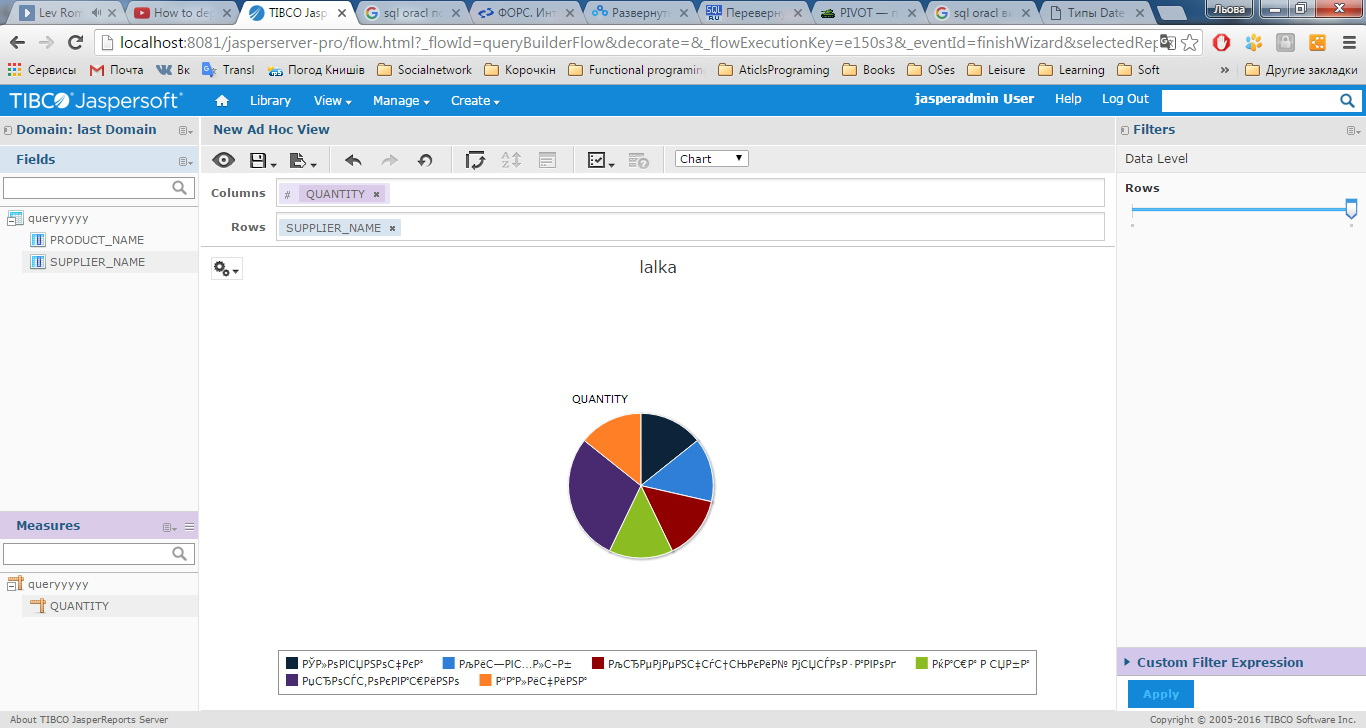 Lev Rom
How to dep
TIBCO Jasp
sql oracl по
ФОРС. Инт
Развернут
Переверн
PIVOT — п
sql oracl в
Типы Date
Льова
localhost:8081/jasperserver-pro/flow.html?_flowId=queryBuilderFlow&decorate=&_flowExecutionKey=e150s3&_eventId=finishWizard&selectedRep
Сервисы Почта Вк Transl Погод Книшів Socialnetwork Корочкін Functional programin AticlsPrograming Books OSes Leisure Learning Soft » Другие закладки
TIBCO Jaspersoft Library View Manage Create jasperadmin User Help Log Out
Domain: last Domain
New Ad Hoc View
Filters
Fields
Chart
Data Level
Columns # QUANTITY
Rows
Rows SUPPLIER_NAME
queryyyyy
PRODUCT_NAME
SUPPLIER_NAME
lalka
QUANTITY
Measures
queryyyyy
QUANTITY
Custom Filter Expression
Apply
About TIBCO JasperReports Server
Copyright © 2005-2016 TIBCO Software Inc.